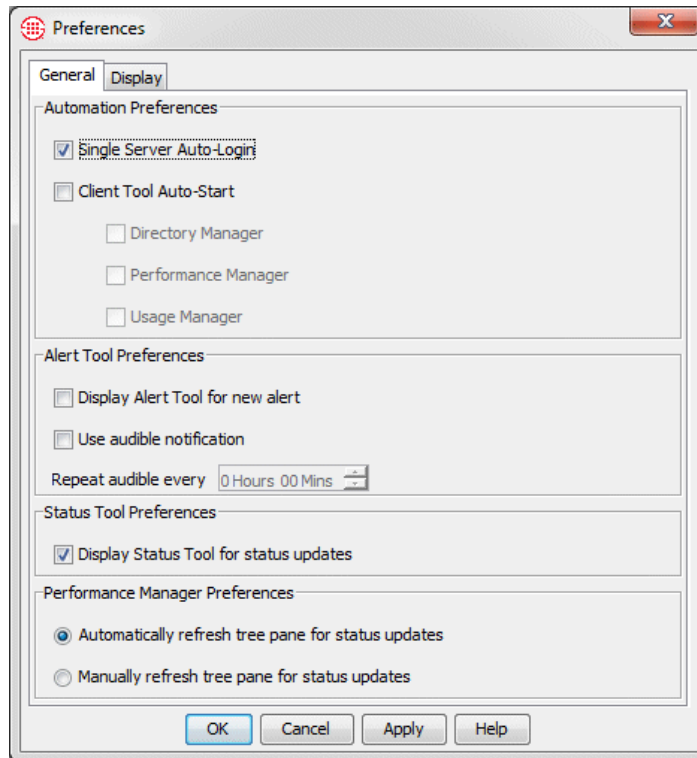 Preferences
General Display
Automation Preferences
Single Server Auto-Login
Client Tool Auto-Start
Directory Manager
Performance Manager
Usage Manager
Alert Tool Preferences
Display Alert Tool for new alert
Use audible notification
Repeat audible every 0 Hours 00 Mins
Status Tool Preferences
Display Status Tool for status updates
Performance Manager Preferences
Automatically refresh tree pane for status updates
Manually refresh tree pane for status updates
OK Cancel Apply Help